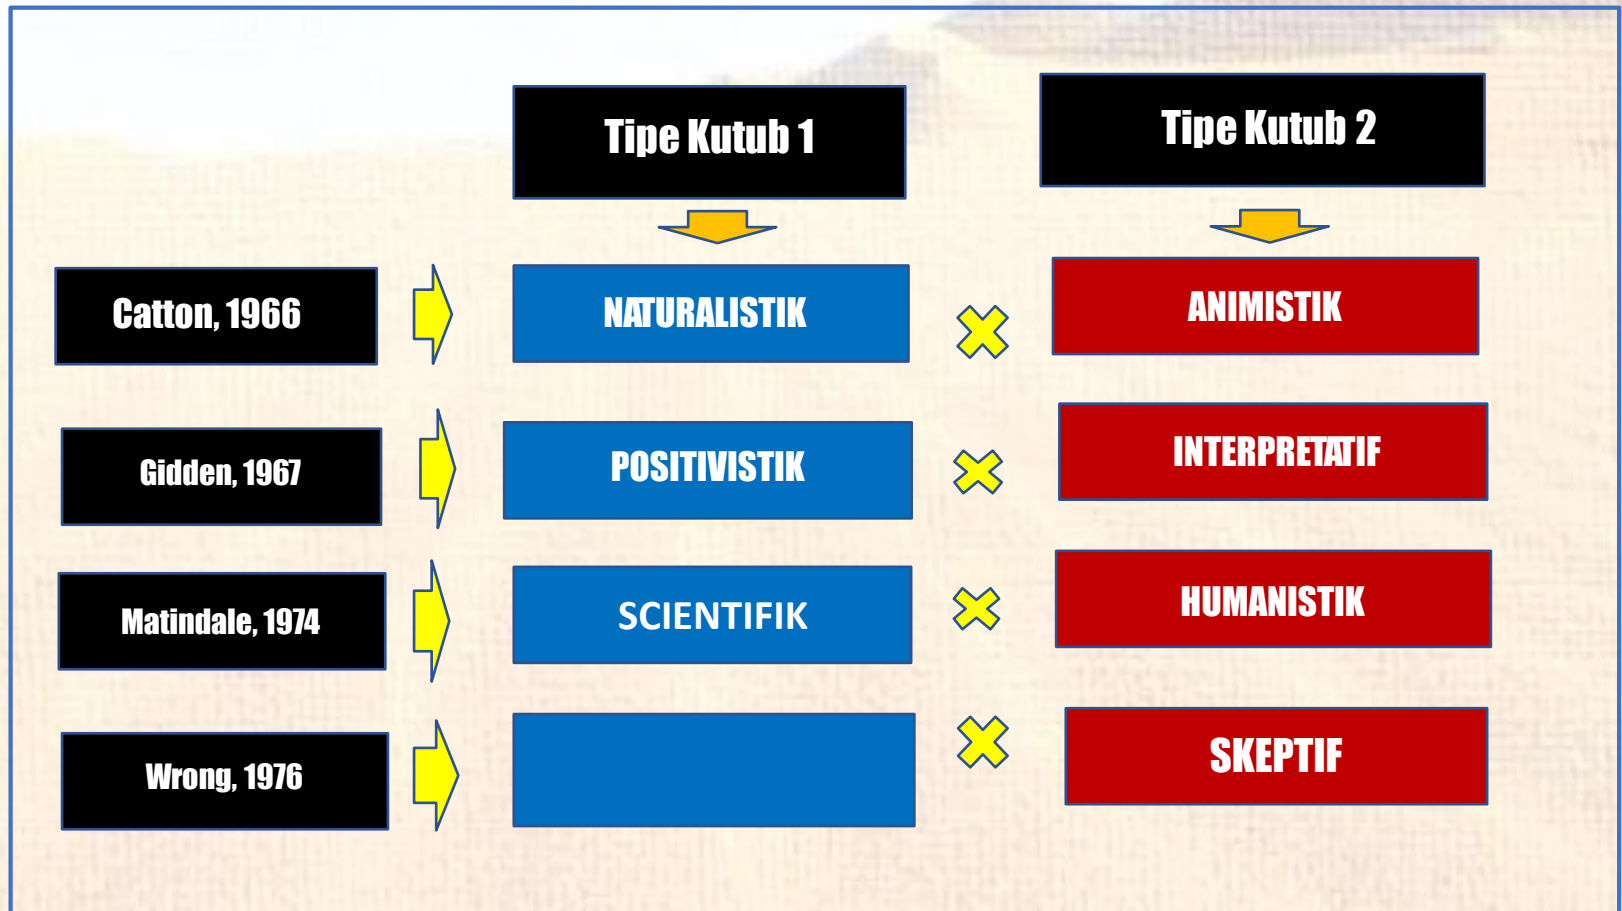 Tipe Kutub 1
Tipe Kutub 2
Catton, 1966
NATURALISTIK
ANIMISTIK
Gidden, 1967
POSITIVISTIK
INTERPRETATIF
Matindale, 1974
SCIENTIFIK
HUMANISTIK
Wrong, 1976
SKEPTIF